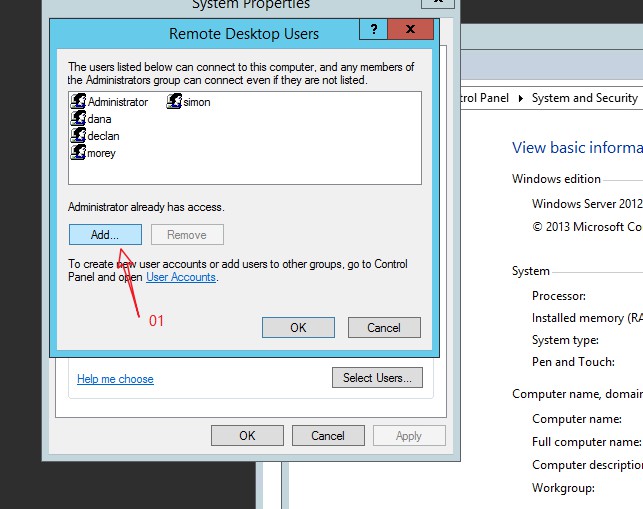 System Properties
Remote Desktop Users
?
x
The users listed below can connect to this computer, and any members of
the Administrators group can connect even if they are not listed.
Administrator
simon
dana
declan
morey
Administrator already has access.
Add...
Remove
To create new user accounts or add users to other groups, go to Control
Panel and open User Accounts.
01
OK
Cancel
Help me choose
Select Users...
OK
Cancel
Apply
Control Panel
System and Security
View basic informa
Windows edition
Windows Server 2012
© 2013 Microsoft Co
System
Processor:
Installed memory (RA
System type:
Pen and Touch:
Computer name, domain
Computer name:
Full computer name:
Computer description
Workgroup: